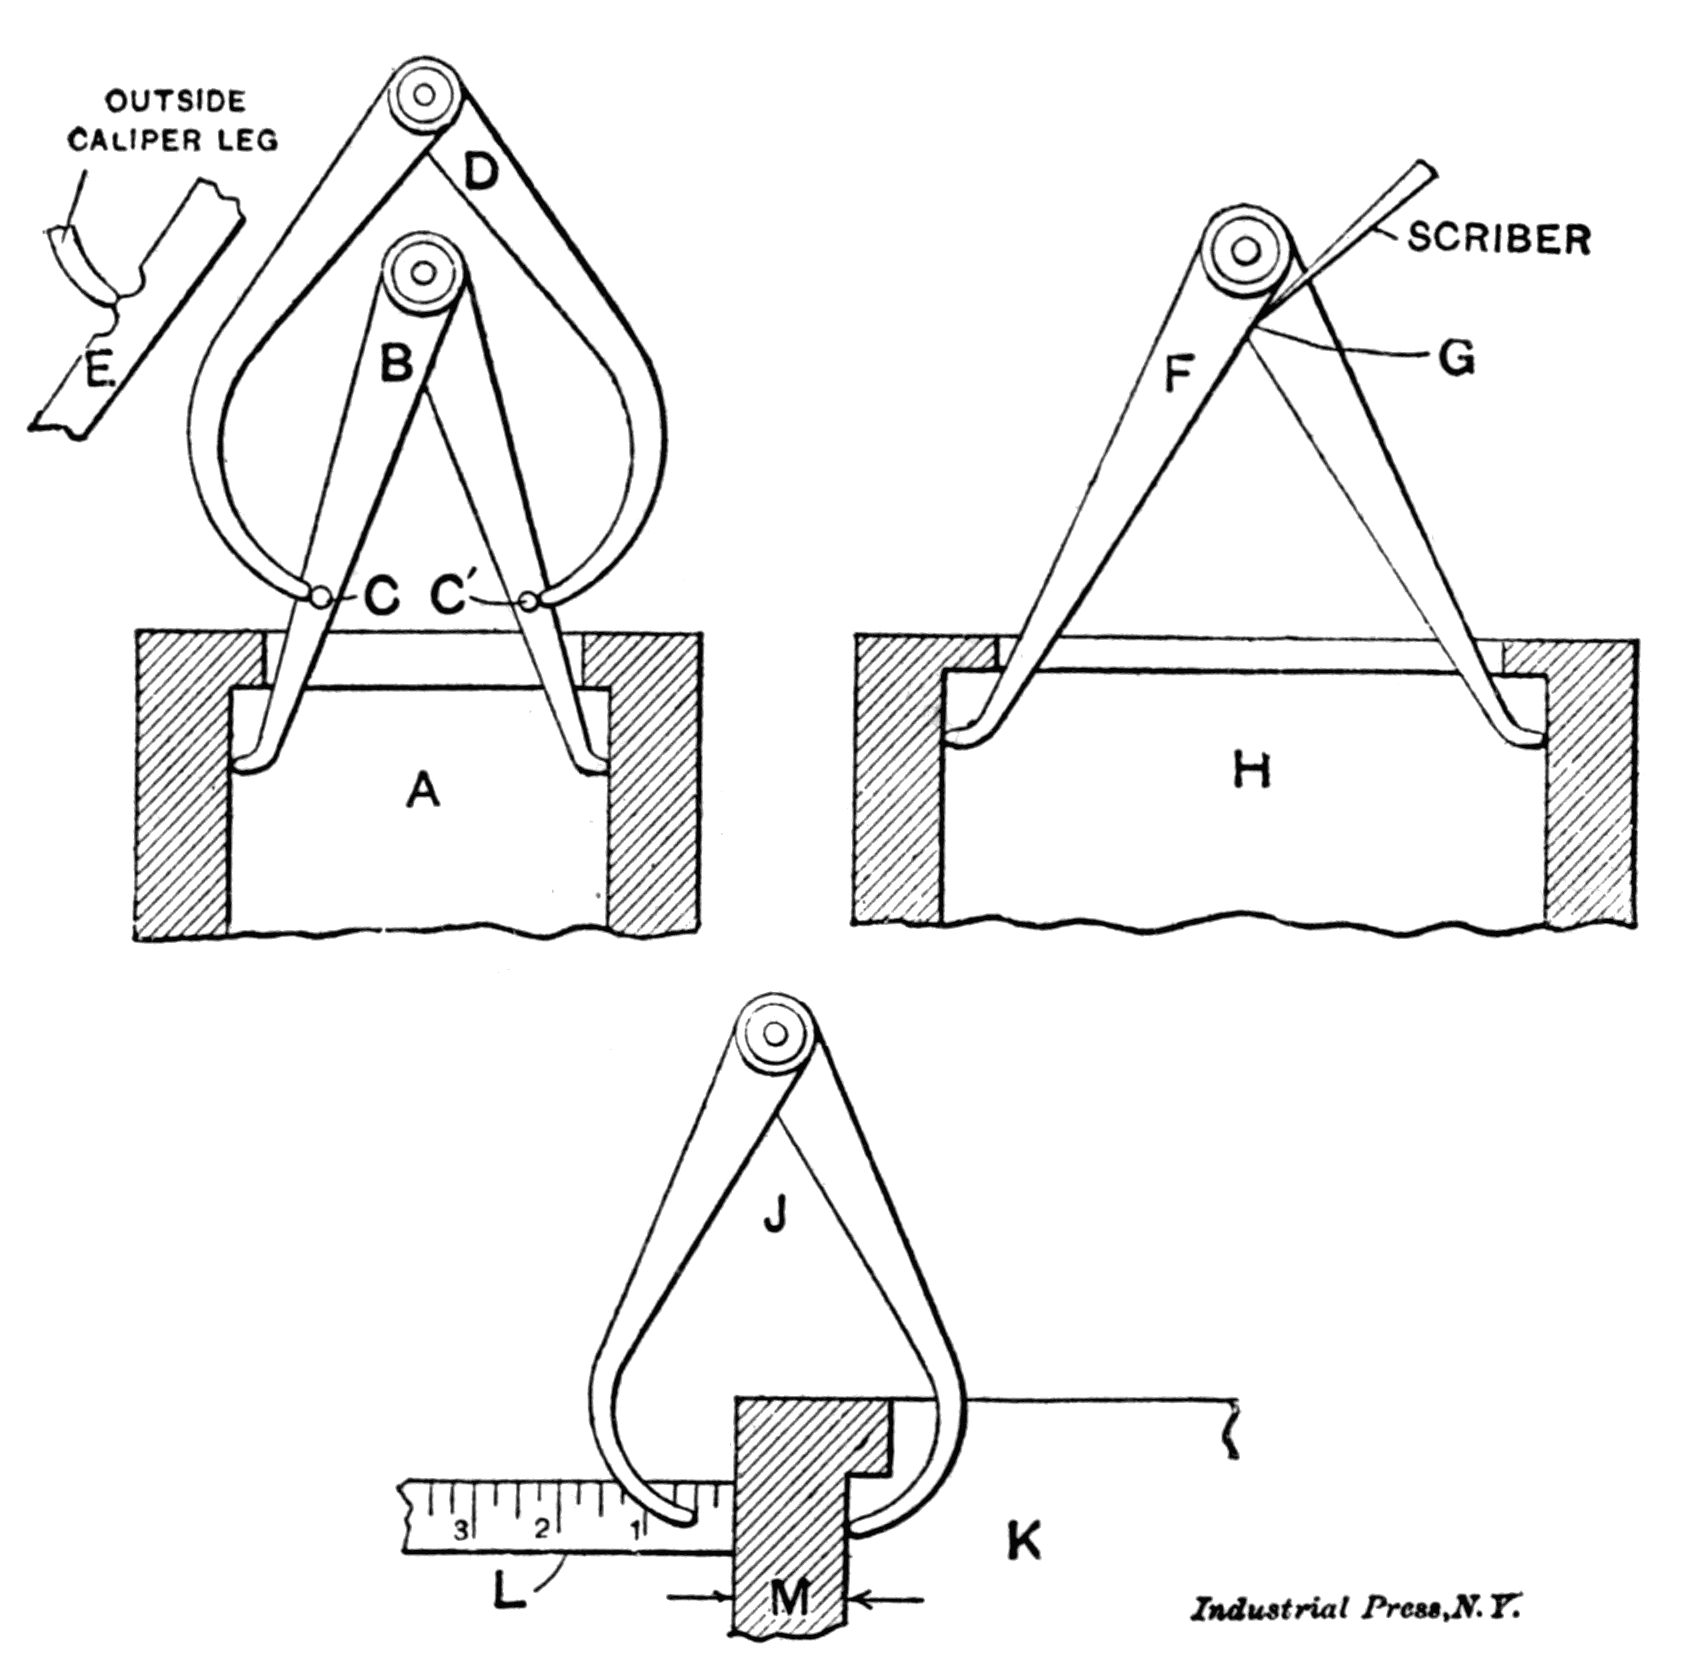 OUTSIDE
CALIPER LEG
D
SCRIBER
B
E.
F
G
C C′
A
H
J
3 2 1
K
L
M
Industrial Press, N. Y.